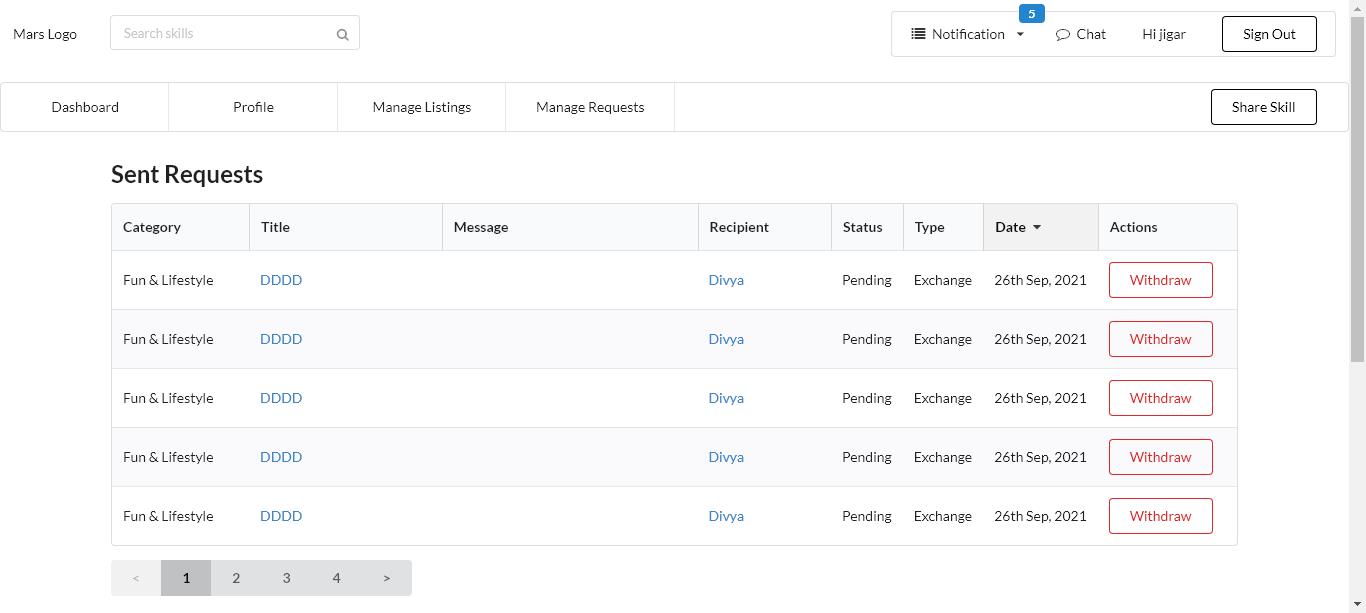 5
Mars Logo Search skills Notification Chat Hi jigar Sign Out
Dashboard Profile Manage Listings Manage Requests Share Skill
Sent Requests
Category Title Message Recipient Status Type Date Actions
Fun & Lifestyle DDDD Divya Pending Exchange 26th Sep, 2021 Withdraw
Fun & Lifestyle DDDD Divya Pending Exchange 26th Sep, 2021 Withdraw
Fun & Lifestyle DDDD Divya Pending Exchange 26th Sep, 2021 Withdraw
Fun & Lifestyle DDDD Divya Pending Exchange 26th Sep, 2021 Withdraw
Fun & Lifestyle DDDD Divya Pending Exchange 26th Sep, 2021 Withdraw
< 1 2 3 4 >